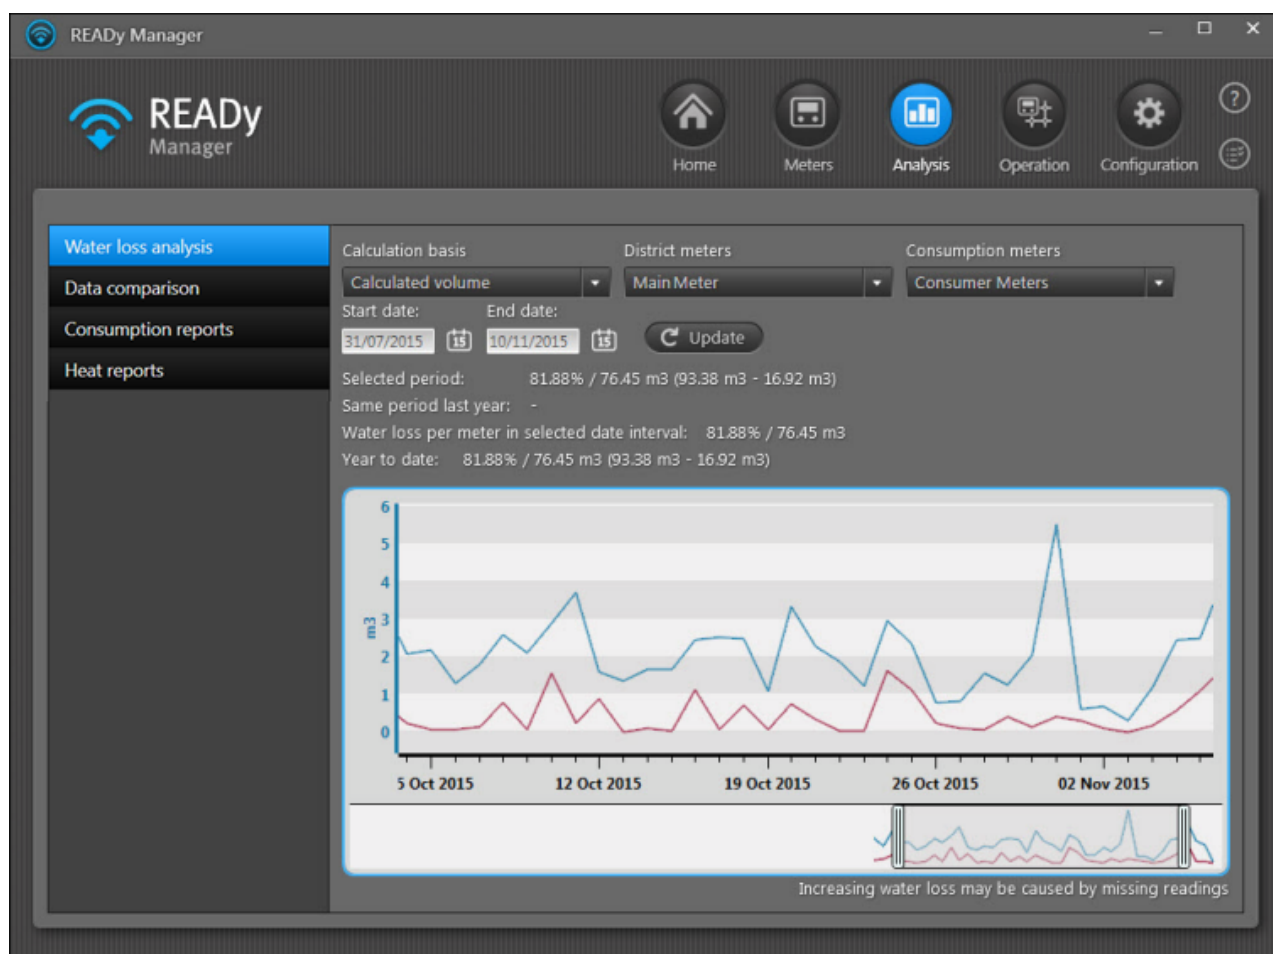 READy Manager
READy
Manager
Home
Meters
Analysis
Operation
Configuration
?
Water loss analysis
Data comparison
Consumption reports
Heat reports
Calculation basis
District meters
Consumption meters
Calculated volume
Main Meter
Consumer Meters
Start date:
End date:
31/07/2015
15
10/11/2015
15
Update
Selected period: 81.88% / 76.45 m3 (93.38 m3 - 16.92 m3)
Same period last year: -
Water loss per meter in selected date interval: 81.88% / 76.45 m3
Year to date: 81.88% / 76.45 m3 (93.38 m3 - 16.92 m3)
6
5
4
3
2
1
0
m3
5 Oct 2015
12 Oct 2015
19 Oct 2015
26 Oct 2015
02 Nov 2015
Increasing water loss may be caused by missing readings